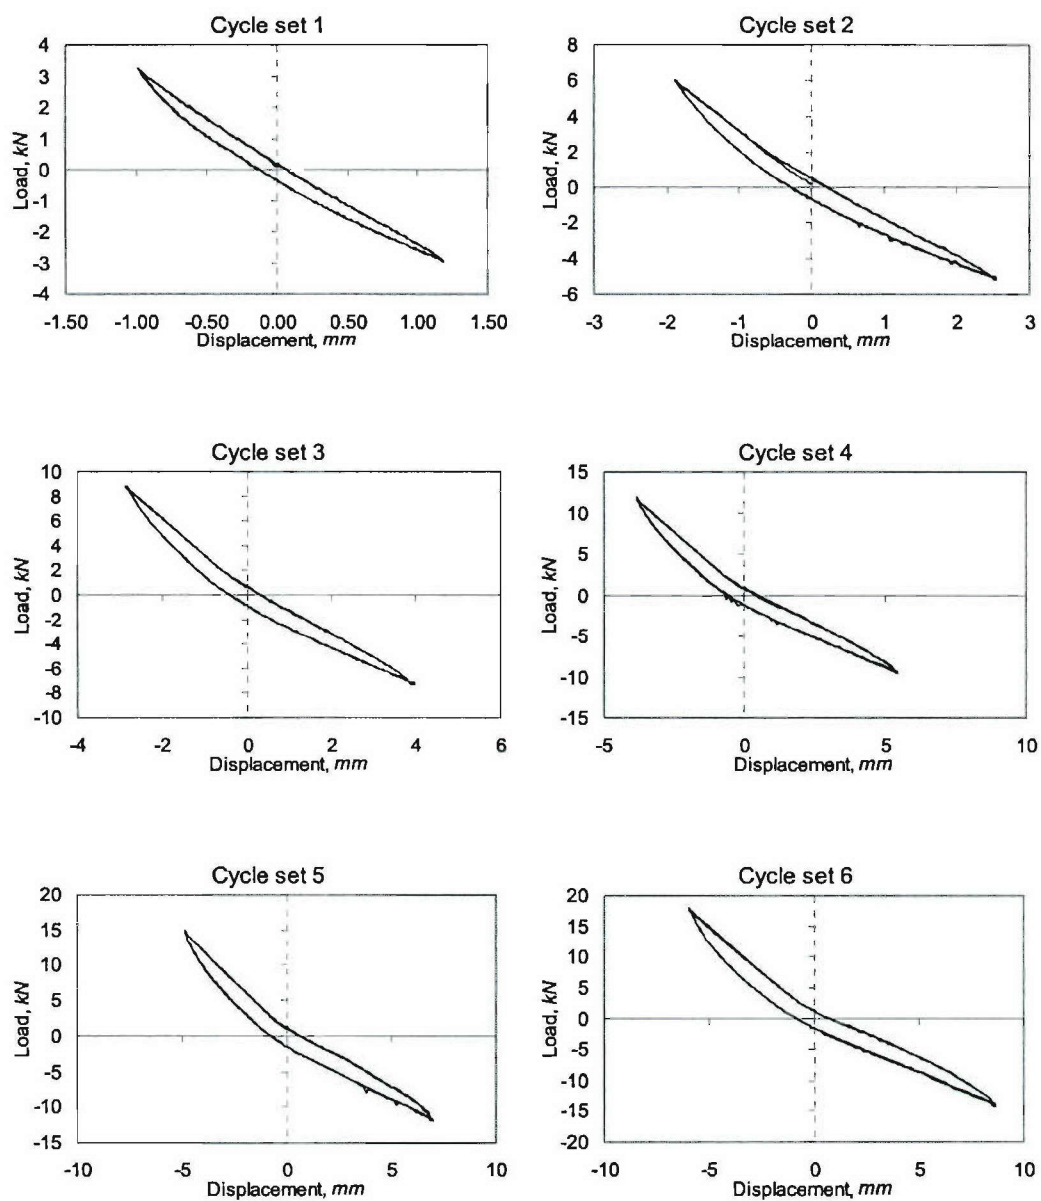 Cycle set 1
4
3
2
1
0
-1
-2
-3
-4
Load, kN
-1.50 -1.00 -0.50 0.00 0.50 1.00 1.50
Displacement, mm
Cycle set 2
8
6
4
2
0
-2
-4
-6
Load, kN
-3 -2 -1 0 1 2 3
Displacement, mm
Cycle set 3
10
8
6
4
2
0
-2
-4
-6
-8
-10
Load, kN
-4 -2 0 2 4 6
Displacement, mm
Cycle set 4
15
10
5
0
-5
-10
-15
Load, kN
-5 0 5 10
Displacement, mm
Cycle set 5
20
15
10
5
0
-5
-10
-15
Load, kN
-10 -5 0 5 10
Displacement, mm
Cycle set 6
20
15
10
5
0
-5
-10
-15
-20
Load, kN
-10 -5 0 5 10
Displacement, mm